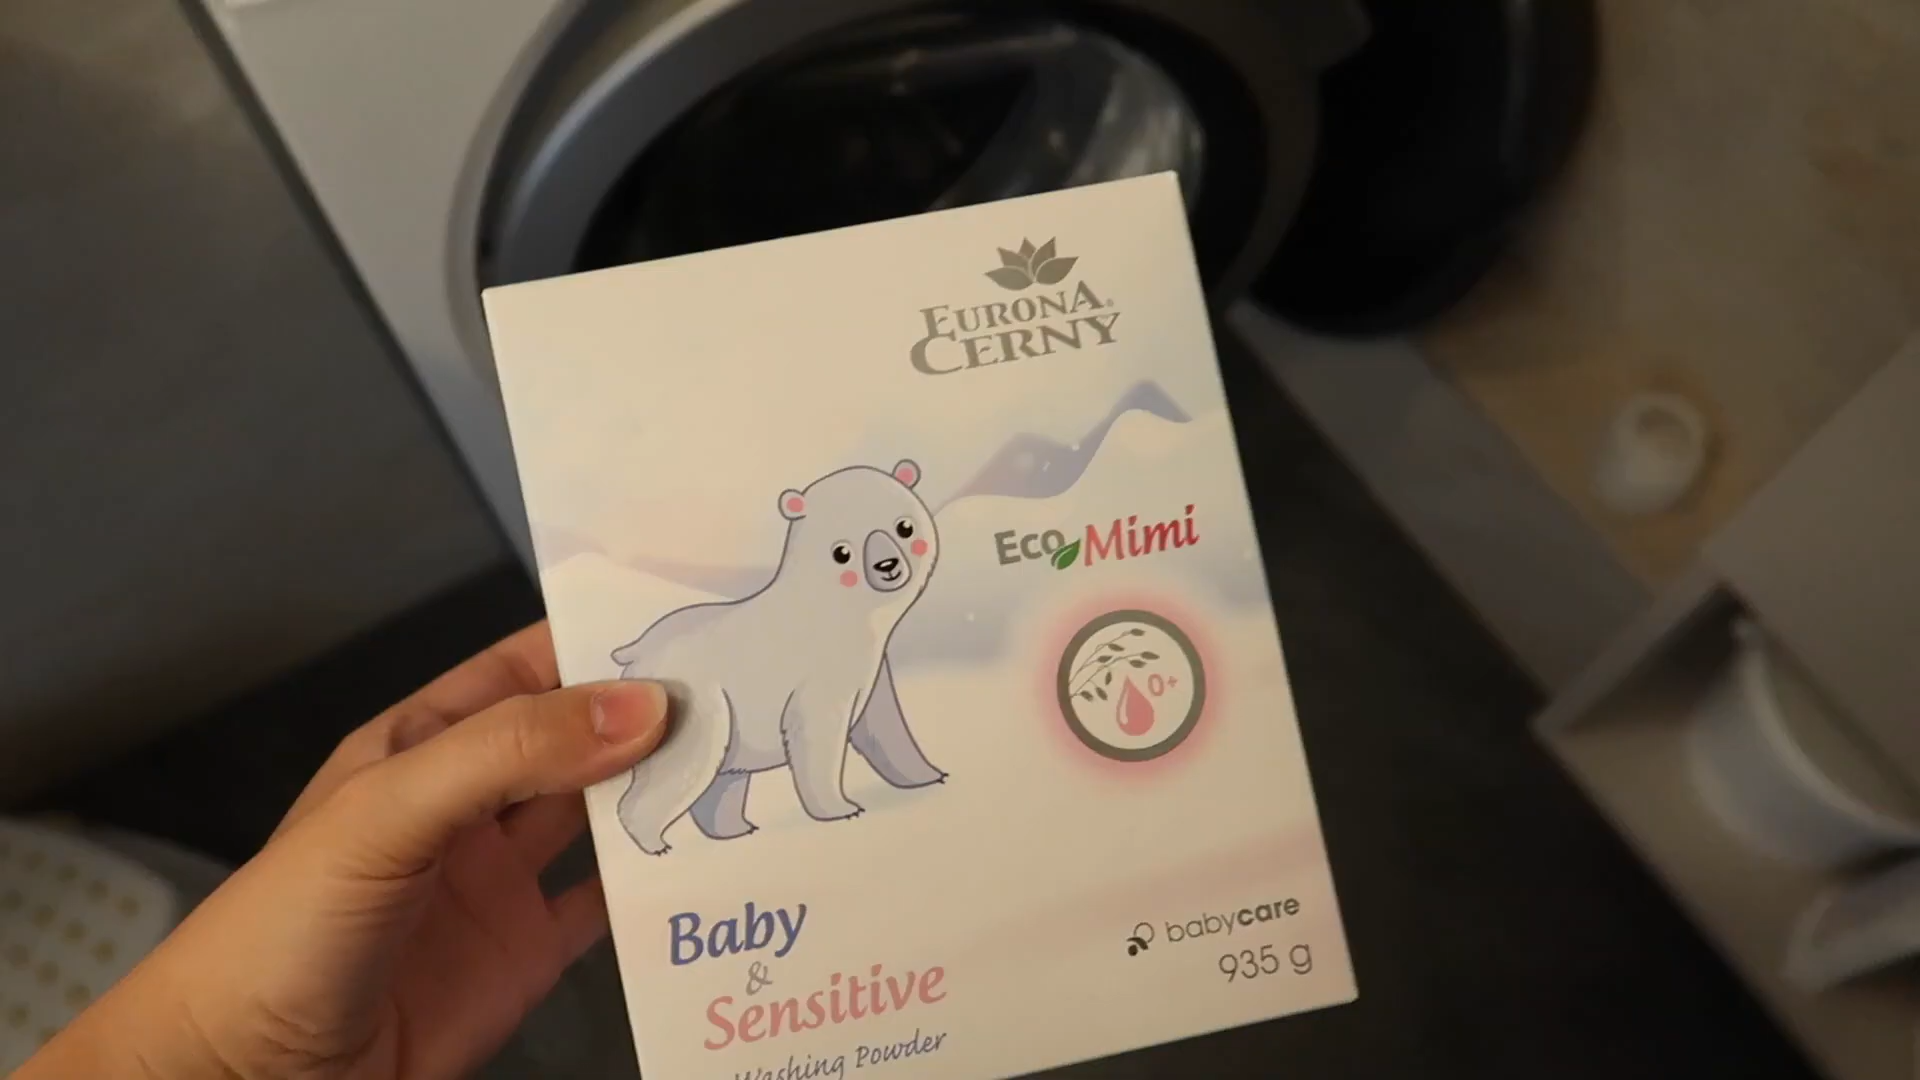 EURONA®
CERNY
Eco Mimi
0+
Baby
&
Sensitive
Washing Powder
babycare
935 g